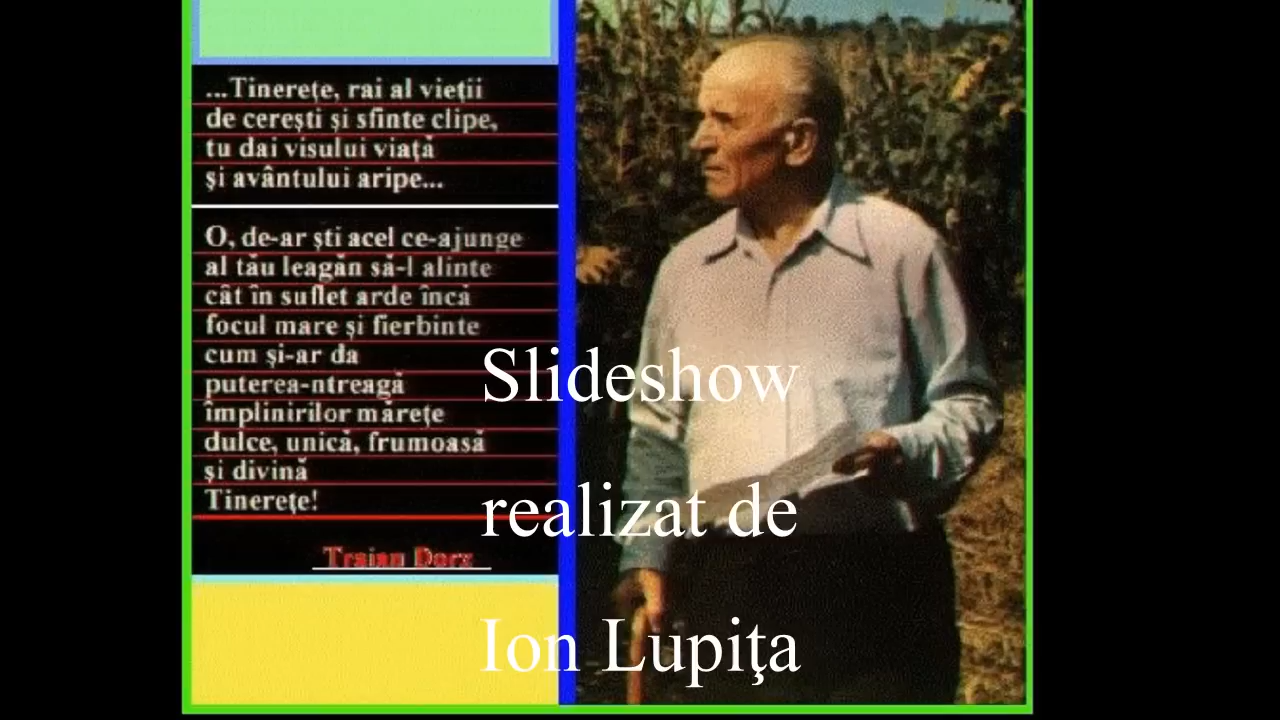 ...Tinereţe, rai al vieţii
de cereşti şi sfinte clipe,
tu dai visului viaţă
şi avântului aripe...
O, de-ar şti acel ce-ajunge
al tău leagăn să-l alinte
cât în suflet arde încă
focul mare şi fierbinte
cum şi-ar da
puterea-ntreagă
împlinirilor măreţe
dulce, unică, frumoasă
şi divină
Tinereţe!
Traian Dorz
Slideshow
realizat de
Ion Lupiţa